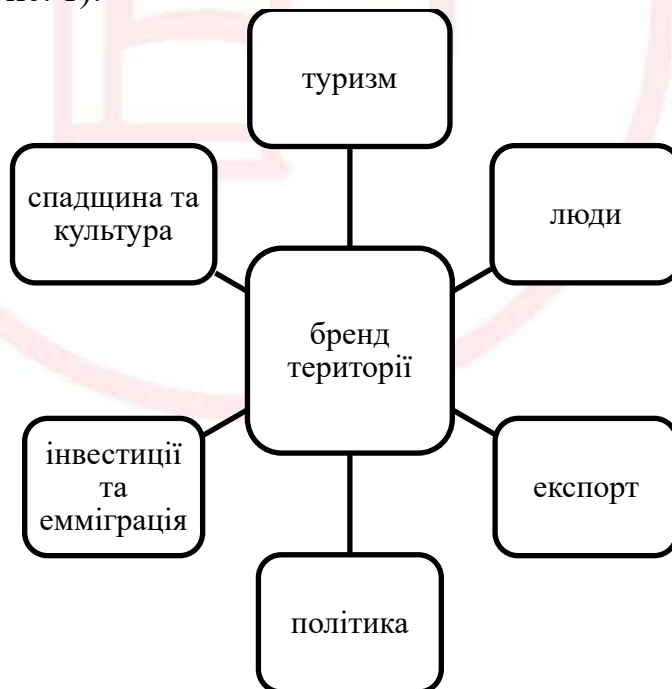 туризм
спадщина та
культура
люди
бренд
території
інвестиції
та
емміграція
експорт
політика